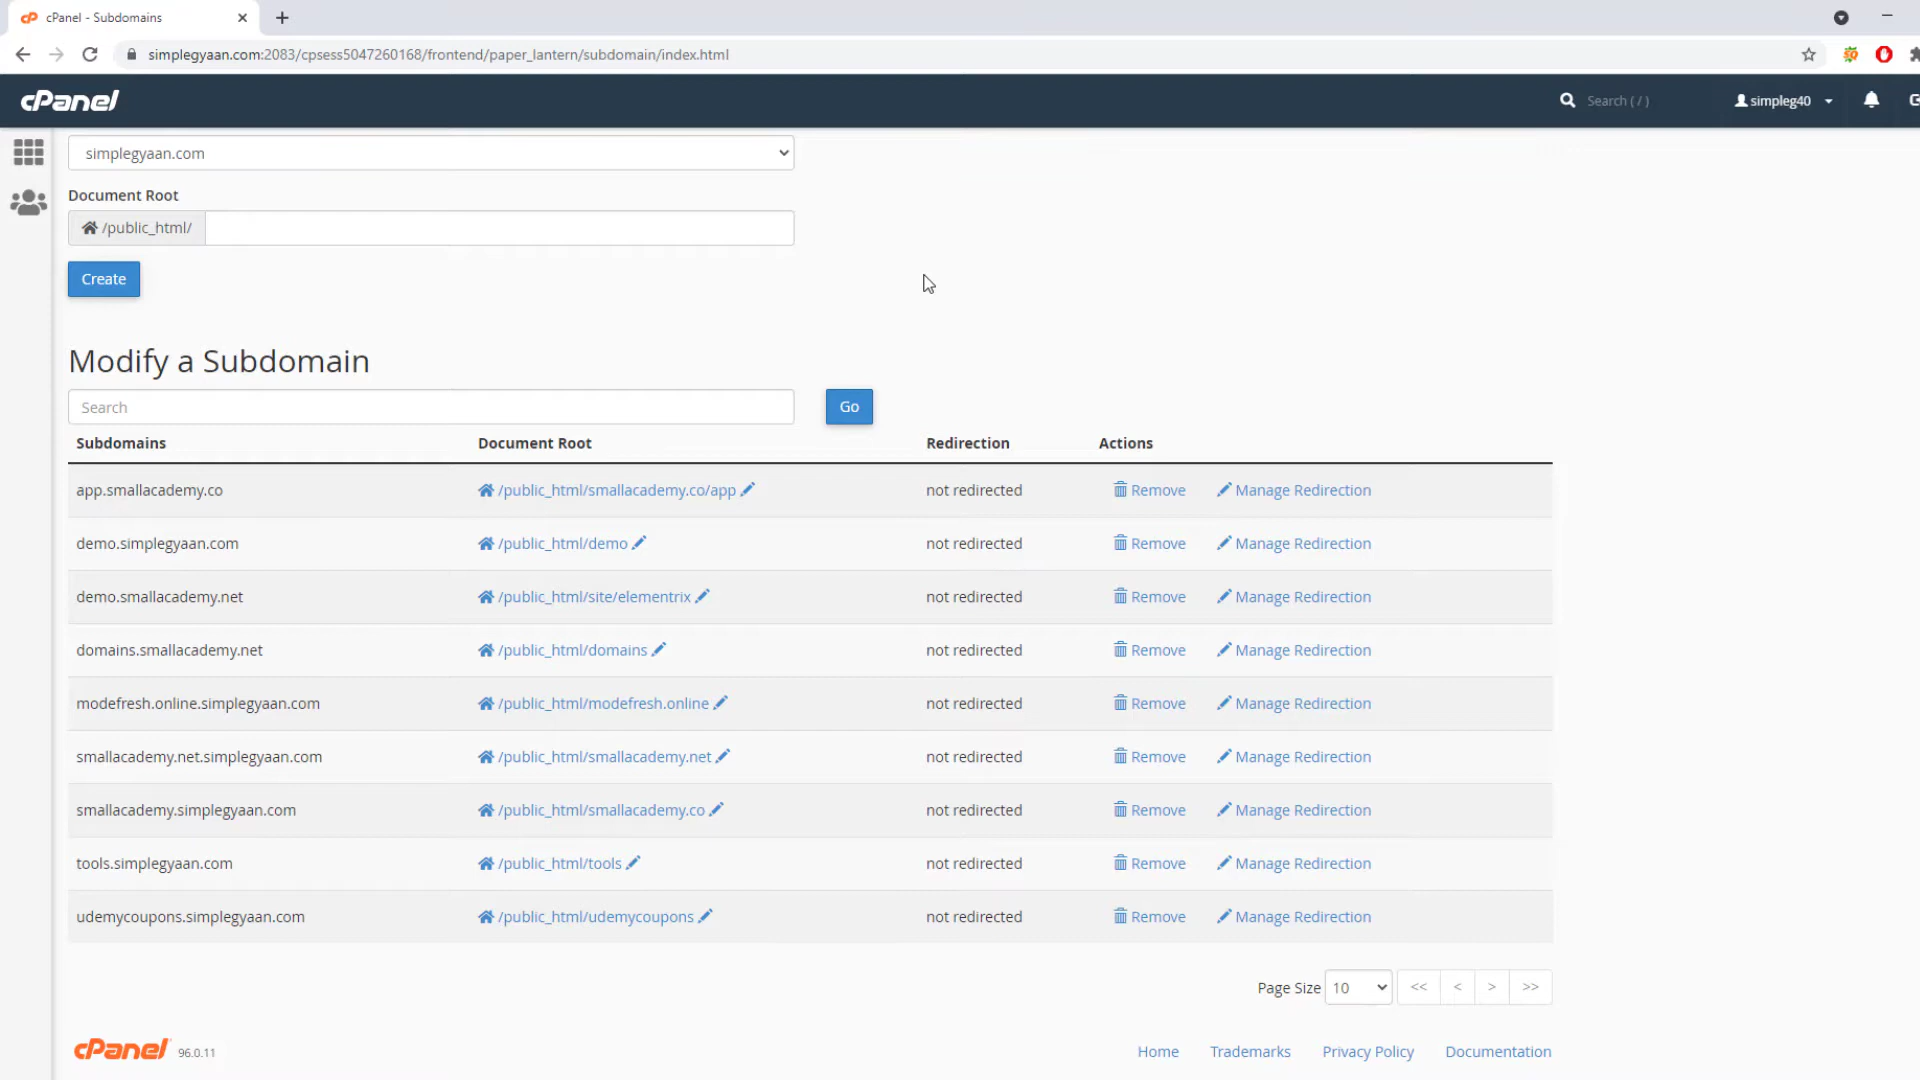 cPanel - Subdomains
simplegyaan.com:2083/cpsess5047260168/frontend/paper_lantern/subdomain/index.html
cPanel
Search ( / )
simpleg40
simplegyaan.com
Document Root
/public_html/
Create
Modify a Subdomain
Search
Go
Subdomains Document Root Redirection Actions
app.smallacademy.co /public_html/smallacademy.co/app not redirected Remove Manage Redirection
demo.simplegyaan.com /public_html/demo not redirected Remove Manage Redirection
demo.smallacademy.net /public_html/site/elementrix not redirected Remove Manage Redirection
domains.smallacademy.net /public_html/domains not redirected Remove Manage Redirection
modefresh.online.simplegyaan.com /public_html/modefresh.online not redirected Remove Manage Redirection
smallacademy.net.simplegyaan.com /public_html/smallacademy.net not redirected Remove Manage Redirection
smallacademy.simplegyaan.com /public_html/smallacademy.co not redirected Remove Manage Redirection
tools.simplegyaan.com /public_html/tools not redirected Remove Manage Redirection
udemycoupons.simplegyaan.com /public_html/udemycoupons not redirected Remove Manage Redirection
Page Size 10 << < > >>
cPanel 96.0.11 Home Trademarks Privacy Policy Documentation